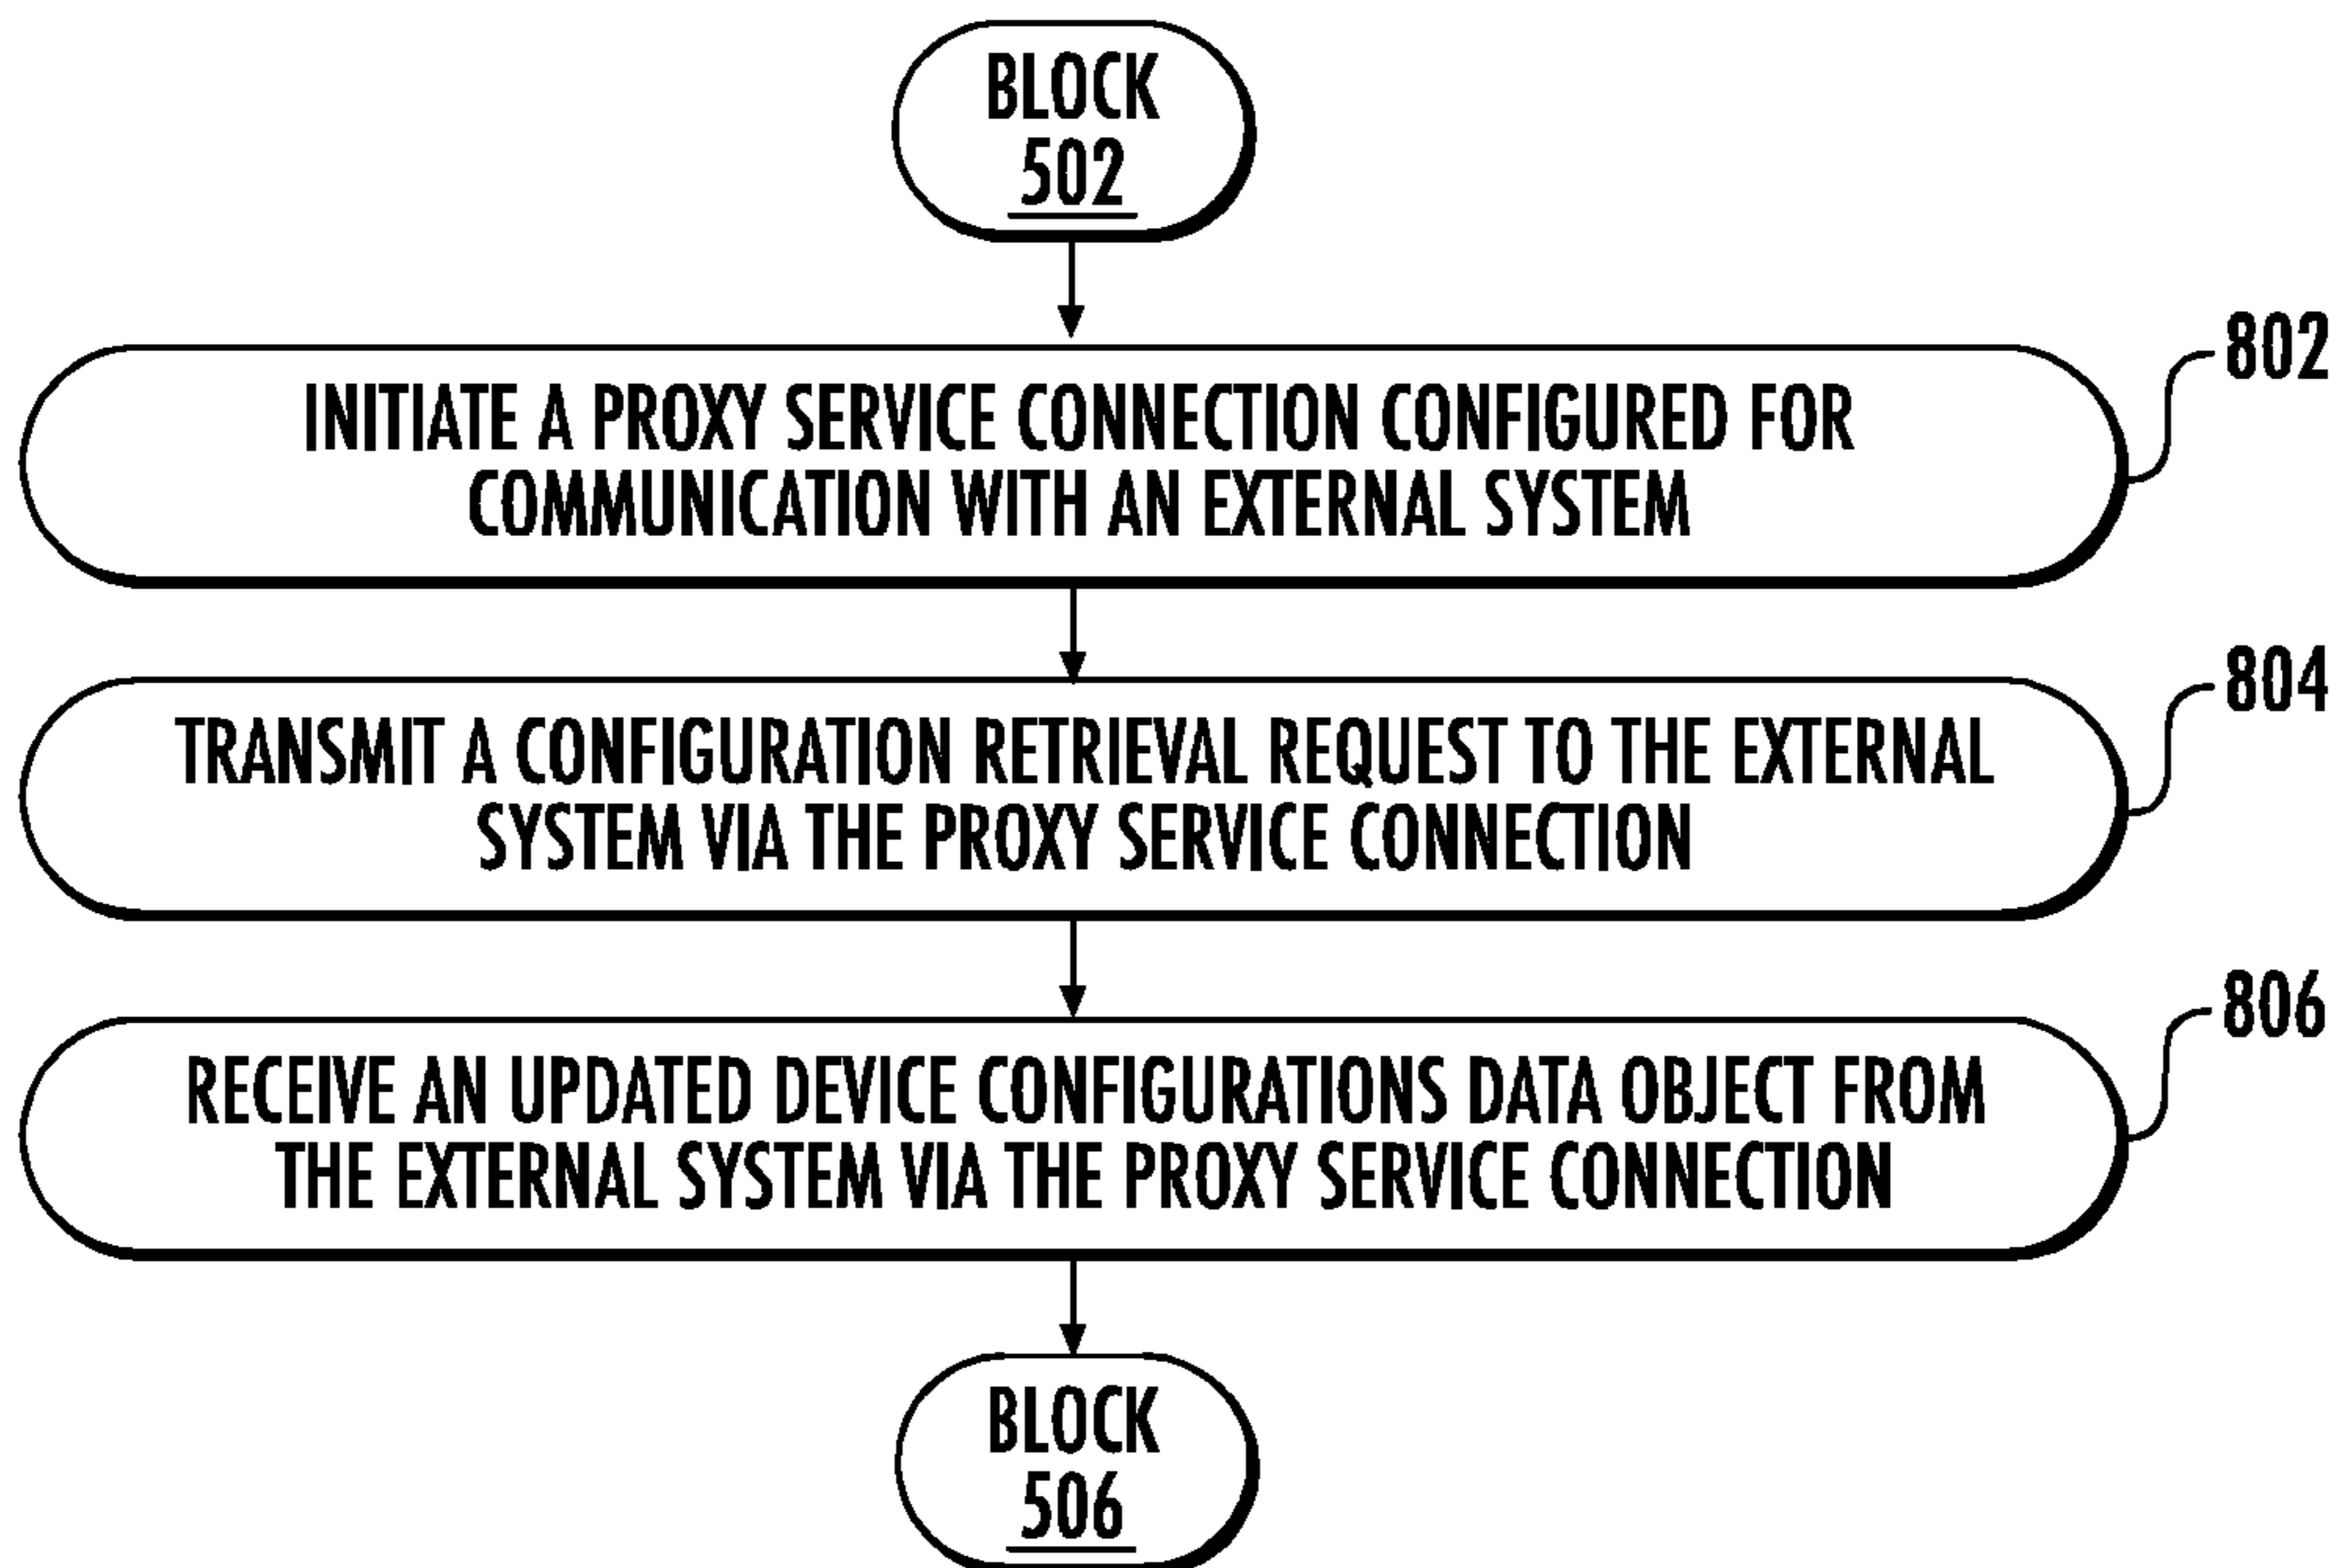 BLOCK
502
802
INITIATE A PROXY SERVICE CONNECTION CONFIGURED FOR
COMMUNICATION WITH AN EXTERNAL SYSTEM
804
TRANSMIT A CONFIGURATION RETRIEVAL REQUEST TO THE EXTERNAL
SYSTEM VIA THE PROXY SERVICE CONNECTION
806
RECEIVE AN UPDATED DEVICE CONFIGURATIONS DATA OBJECT FROM
THE EXTERNAL SYSTEM VIA THE PROXY SERVICE CONNECTION
BLOCK
506